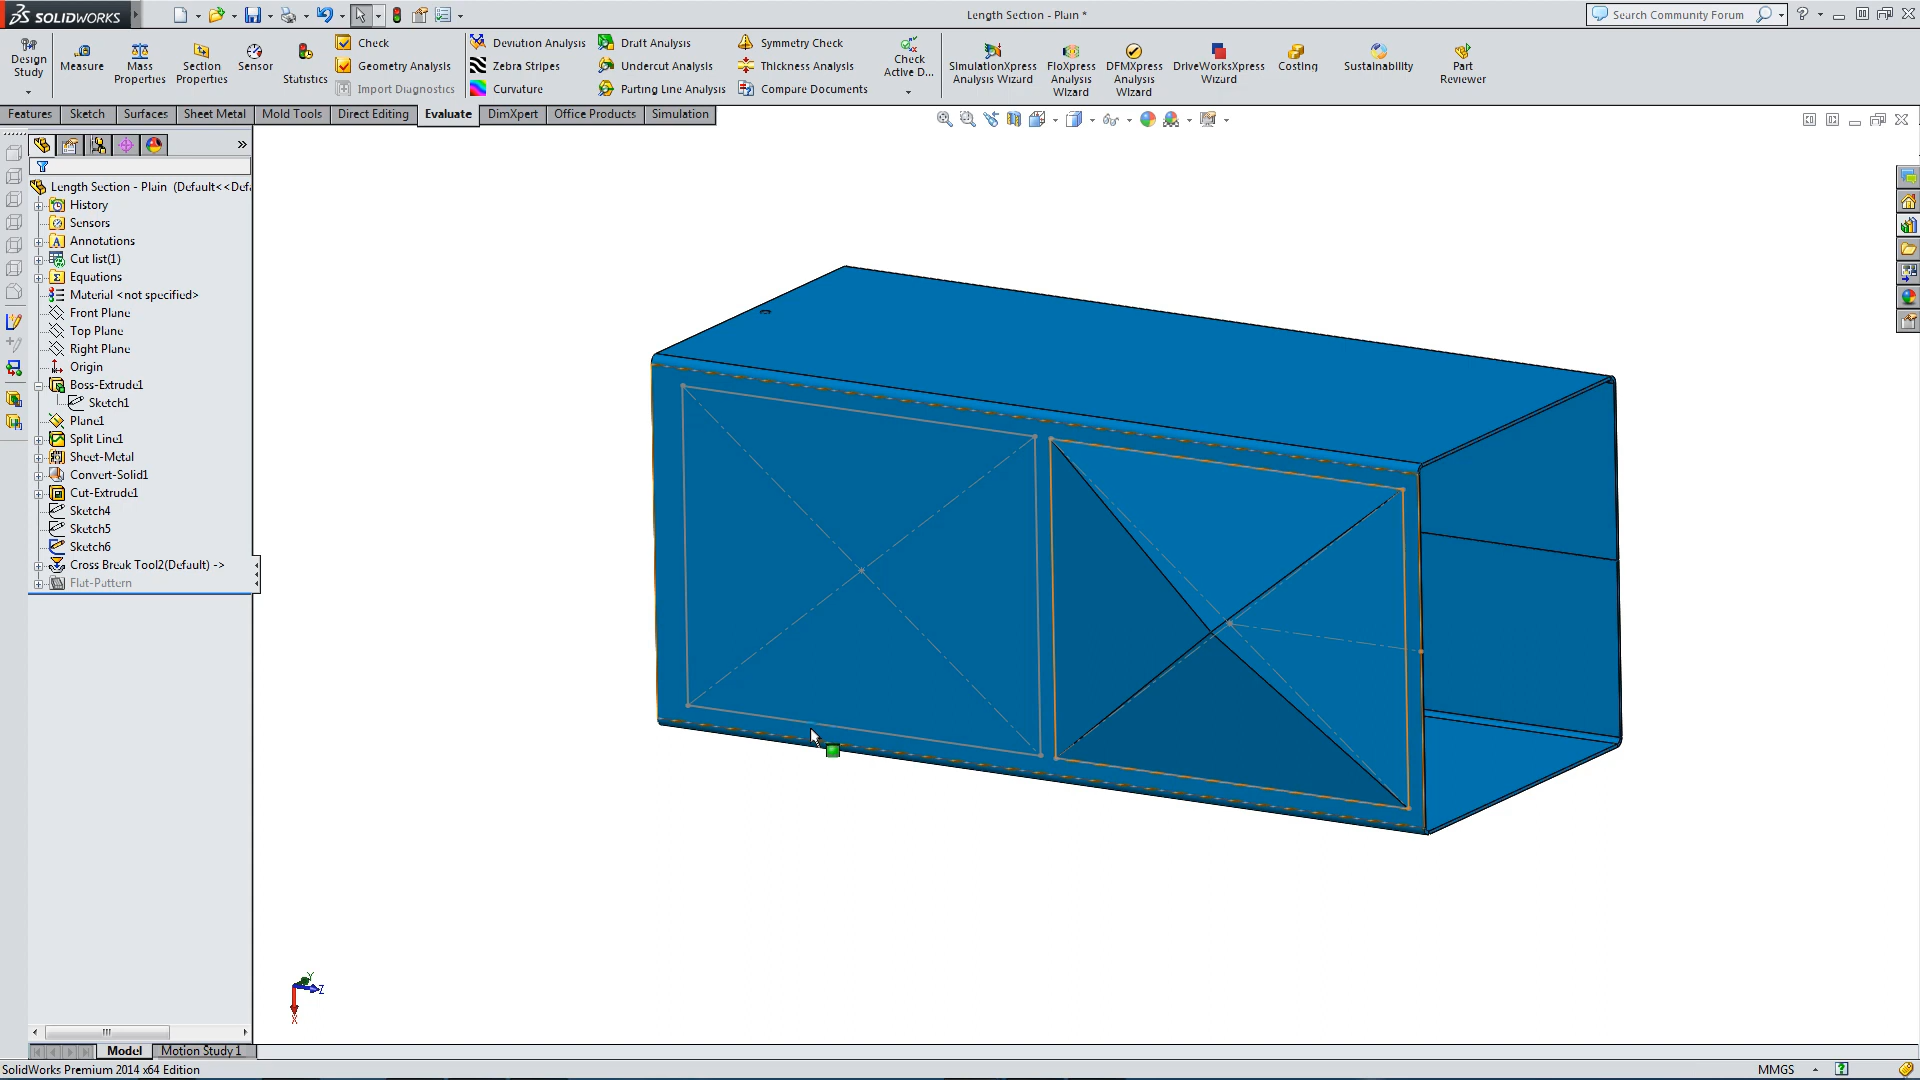 SOLIDWORKS
Length Section - Plain *
Search Community Forum
Design Study
Measure
Mass Properties
Section Properties
Sensor
Statistics
Check
Geometry Analysis
Import Diagnostics
Deviation Analysis
Zebra Stripes
Curvature
Draft Analysis
Undercut Analysis
Parting Line Analysis
Symmetry Check
Thickness Analysis
Compare Documents
Check Active D...
SimulationXpress Analysis Wizard
FloXpress Analysis Wizard
DFMXpress Analysis Wizard
DriveWorksXpress Wizard
Costing
Sustainability
Part Reviewer
Features
Sketch
Surfaces
Sheet Metal
Mold Tools
Direct Editing
Evaluate
DimXpert
Office Products
Simulation
Length Section - Plain (Default<<Defa
History
Sensors
Annotations
Cut list(1)
Equations
Material <not specified>
Front Plane
Top Plane
Right Plane
Origin
Boss-Extrude1
Sketch1
Plane1
Split Line1
Sheet-Metal
Convert-Solid1
Cut-Extrude1
Sketch4
Sketch5
Sketch6
Cross Break Tool2(Default) ->
Flat-Pattern
Y
Z
X
Model
Motion Study 1
SolidWorks Premium 2014 x64 Edition
MMGS